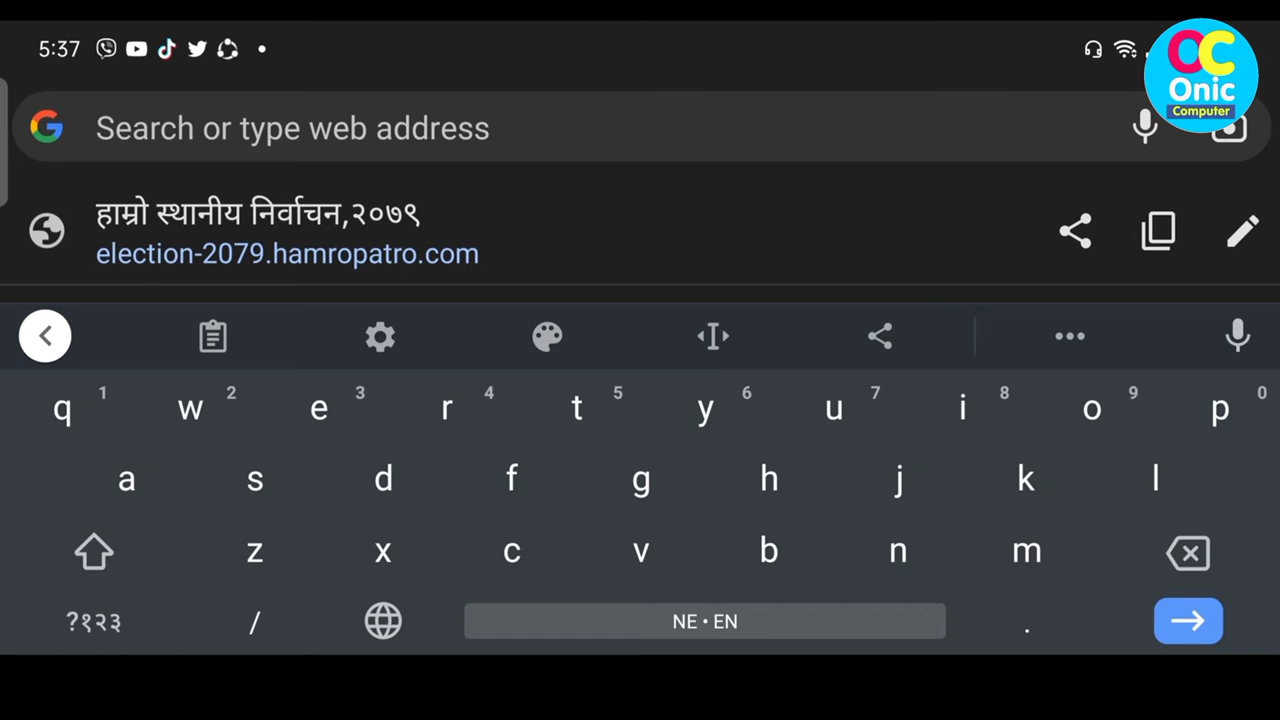 5:37
OC
Onic
Computer
Search or type web address
हाम्रो स्थानीय निर्वाचन,२०७९
election-2079.hamropatro.com
q 1 w 2 e 3 r 4 t 5 y 6 u 7 i 8 o 9 p 0
a s d f g h j k l
z x c v b n m
?१२३ / NE • EN .